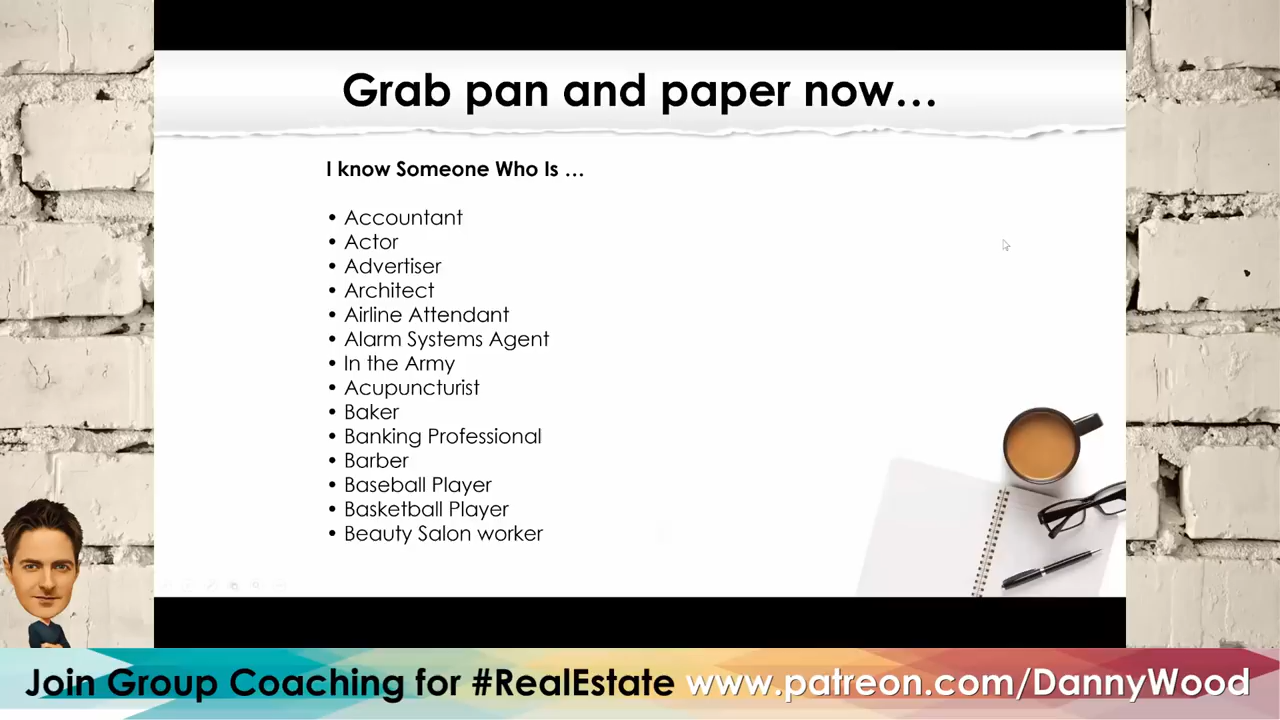 Grab pan and paper now…
I know Someone Who Is …
• Accountant
• Actor
• Advertiser
• Architect
• Airline Attendant
• Alarm Systems Agent
• In the Army
• Acupuncturist
• Baker
• Banking Professional
• Barber
• Baseball Player
• Basketball Player
• Beauty Salon worker
Join Group Coaching for #RealEstate www.patreon.com/DannyWood